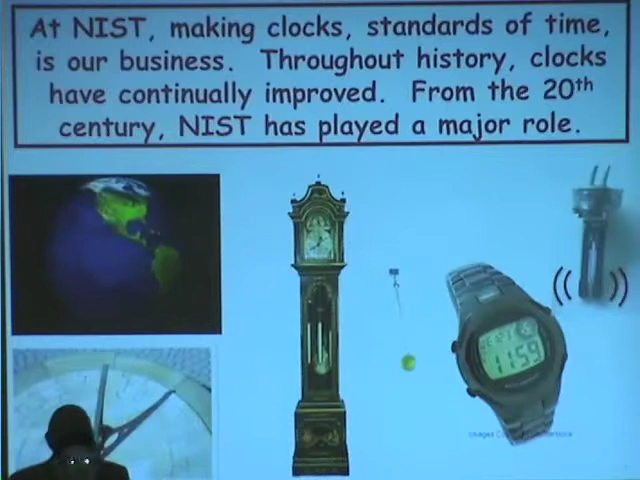 At NIST, making clocks, standards of time,
is our business. Throughout history, clocks
have continually improved. From the 20th
century, NIST has played a major role.
11:59